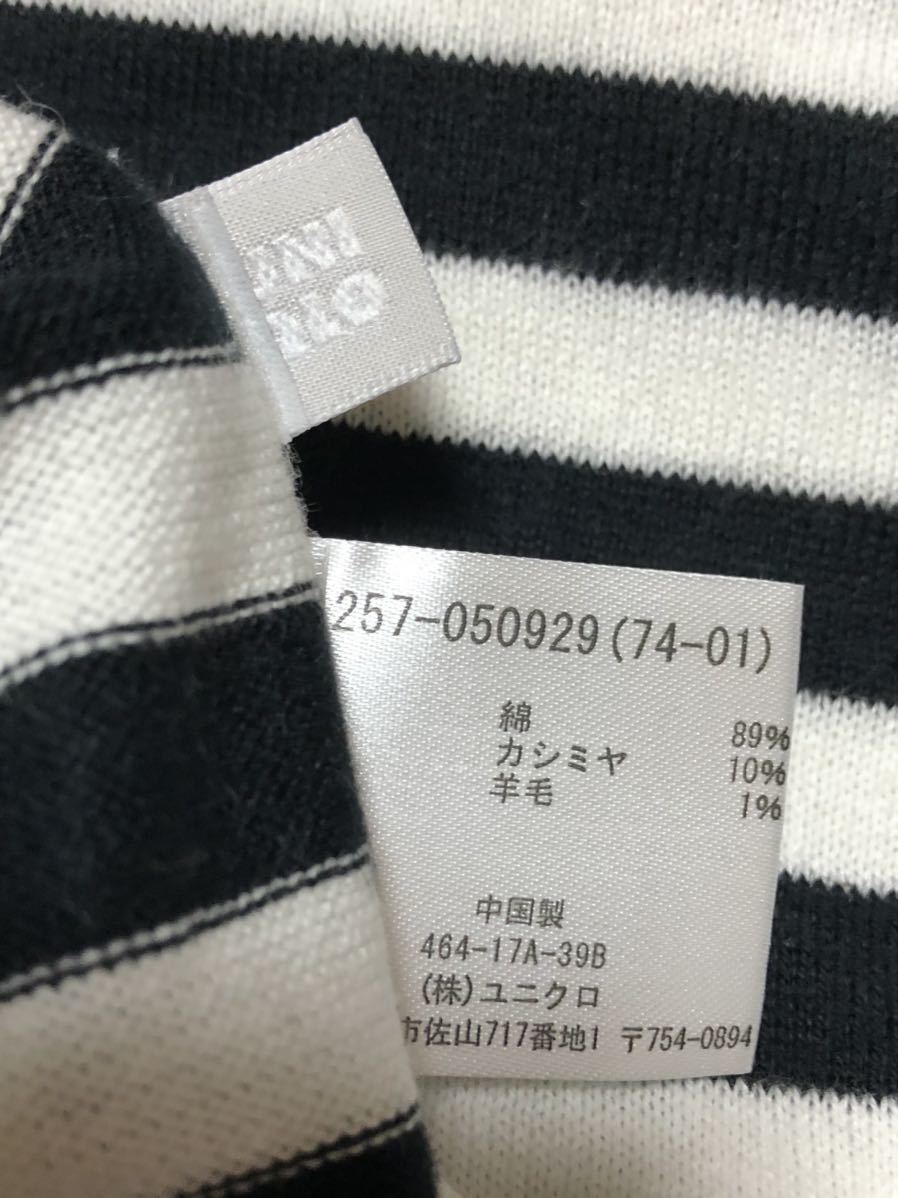 257-050929(74-01)
綿 89%
カシミヤ 10%
羊毛 1%
中国製
464-17A-39B
(株)ユニクロ
市佐山717番地1 〒754-0894